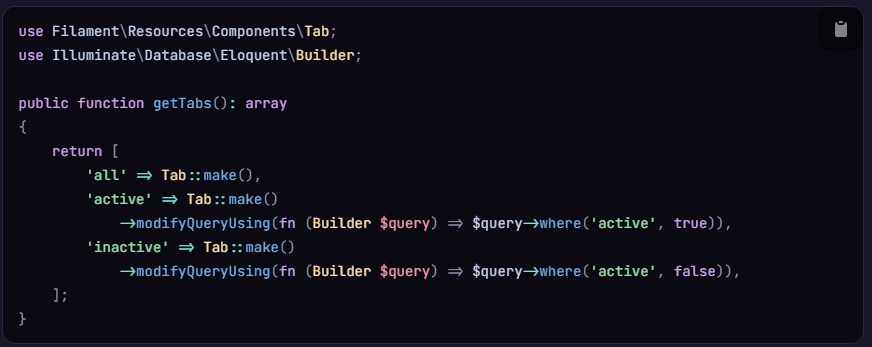 use Filament\Resources\Components\Tab;
use Illuminate\Database\Eloquent\Builder;

public function getTabs(): array
{
    return [
        'all' => Tab::make(),
        'active' => Tab::make()
            ->modifyQueryUsing(fn (Builder $query) => $query->where('active', true)),
        'inactive' => Tab::make()
            ->modifyQueryUsing(fn (Builder $query) => $query->where('active', false)),
    ];
}